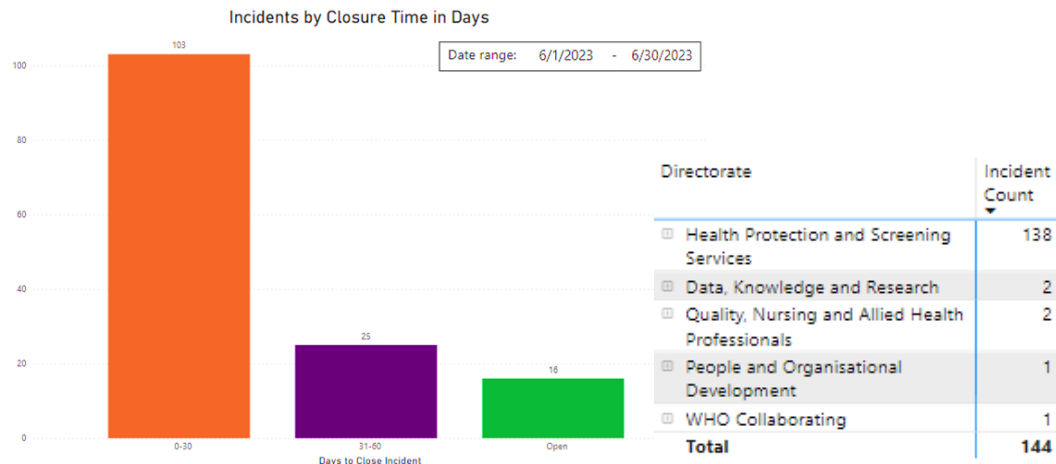 Incidents by Closure Time in Days
Date range: 6/1/2023 - 6/30/2023
103
100
80
60
40
20
0
25
16
0-30
31-60
Open
Days to Close Incident
Directorate
Incident
Count
Health Protection and Screening
Services
138
Data, Knowledge and Research
2
Quality, Nursing and Allied Health
Professionals
2
People and Organisational
Development
1
WHO Collaborating
1
Total
144